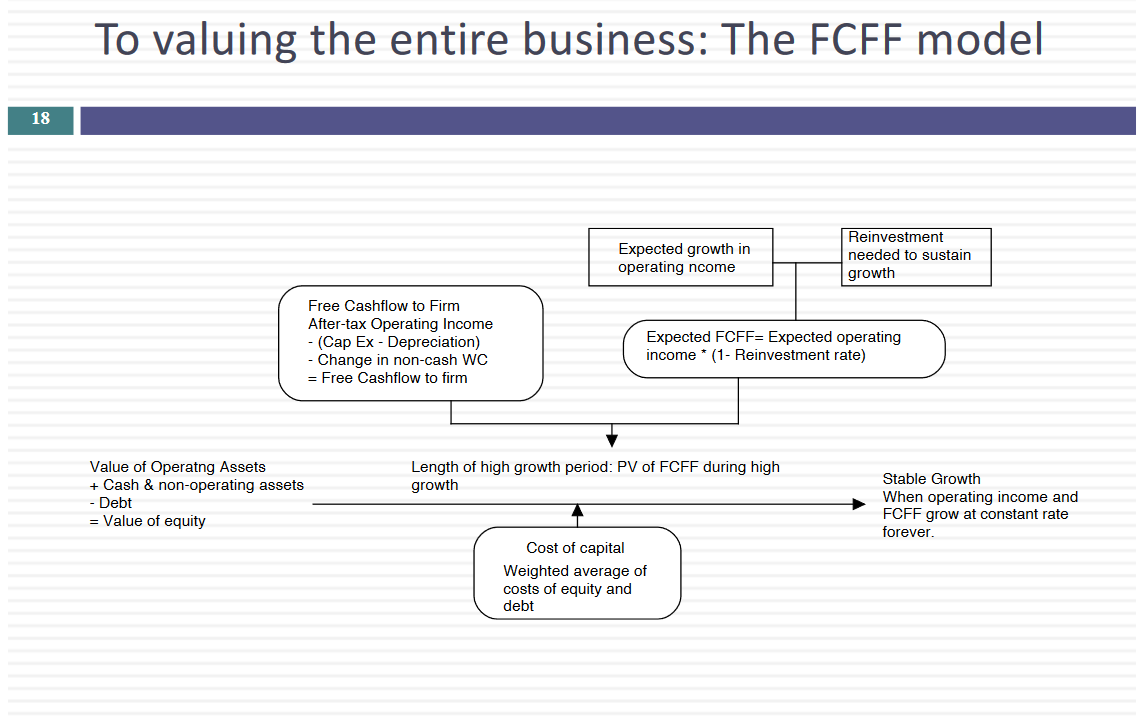 To valuing the entire business: The FCFF model
18
Expected growth in
operating ncome
Reinvestment
needed to sustain
growth
Free Cashflow to Firm
After-tax Operating Income
- (Cap Ex - Depreciation)
- Change in non-cash WC
= Free Cashflow to firm
Expected FCFF= Expected operating
income * (1- Reinvestment rate)
Value of Operatng Assets
+ Cash & non-operating assets
- Debt
= Value of equity
Length of high growth period: PV of FCFF during high
growth
Stable Growth
When operating income and
FCFF grow at constant rate
forever.
Cost of capital
Weighted average of
costs of equity and
debt